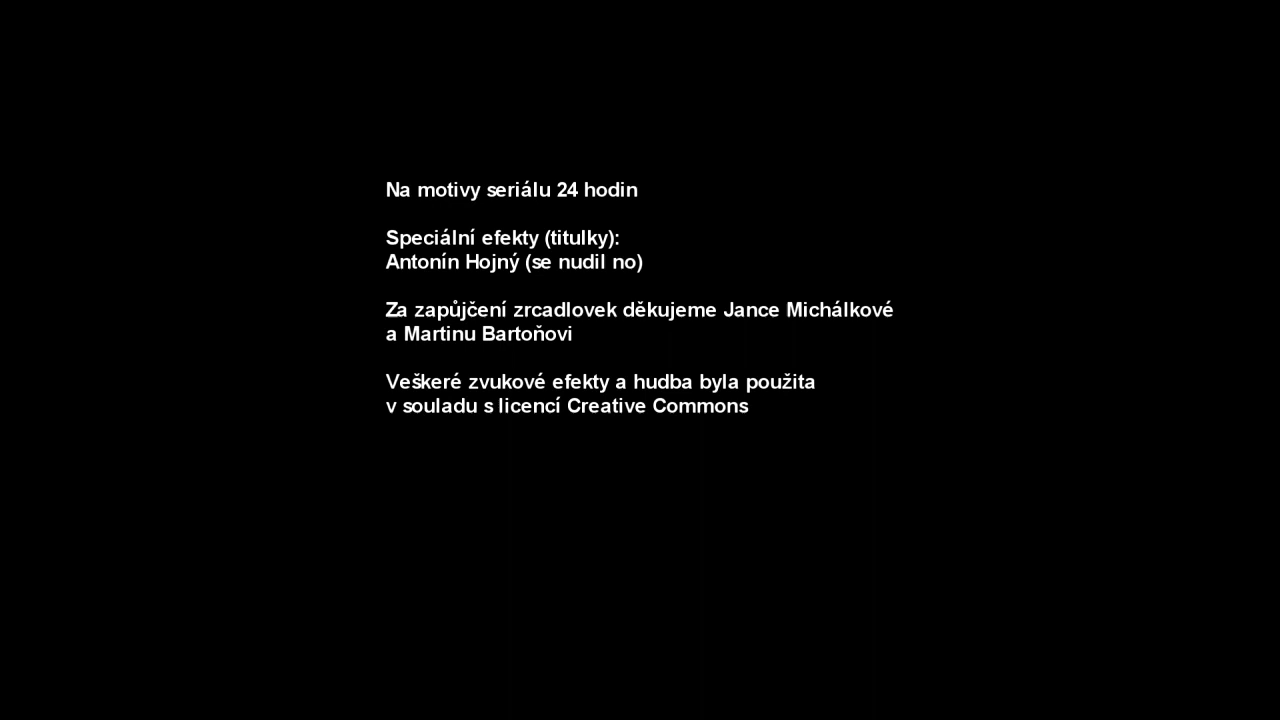 Na motivy seriálu 24 hodin
Speciální efekty (titulky):
Antonín Hojný (se nudil no)
Za zapůjčení zrcadlovek děkujeme Jance Michálkové
a Martinu Bartoňovi
Veškeré zvukové efekty a hudba byla použita
v souladu s licencí Creative Commons